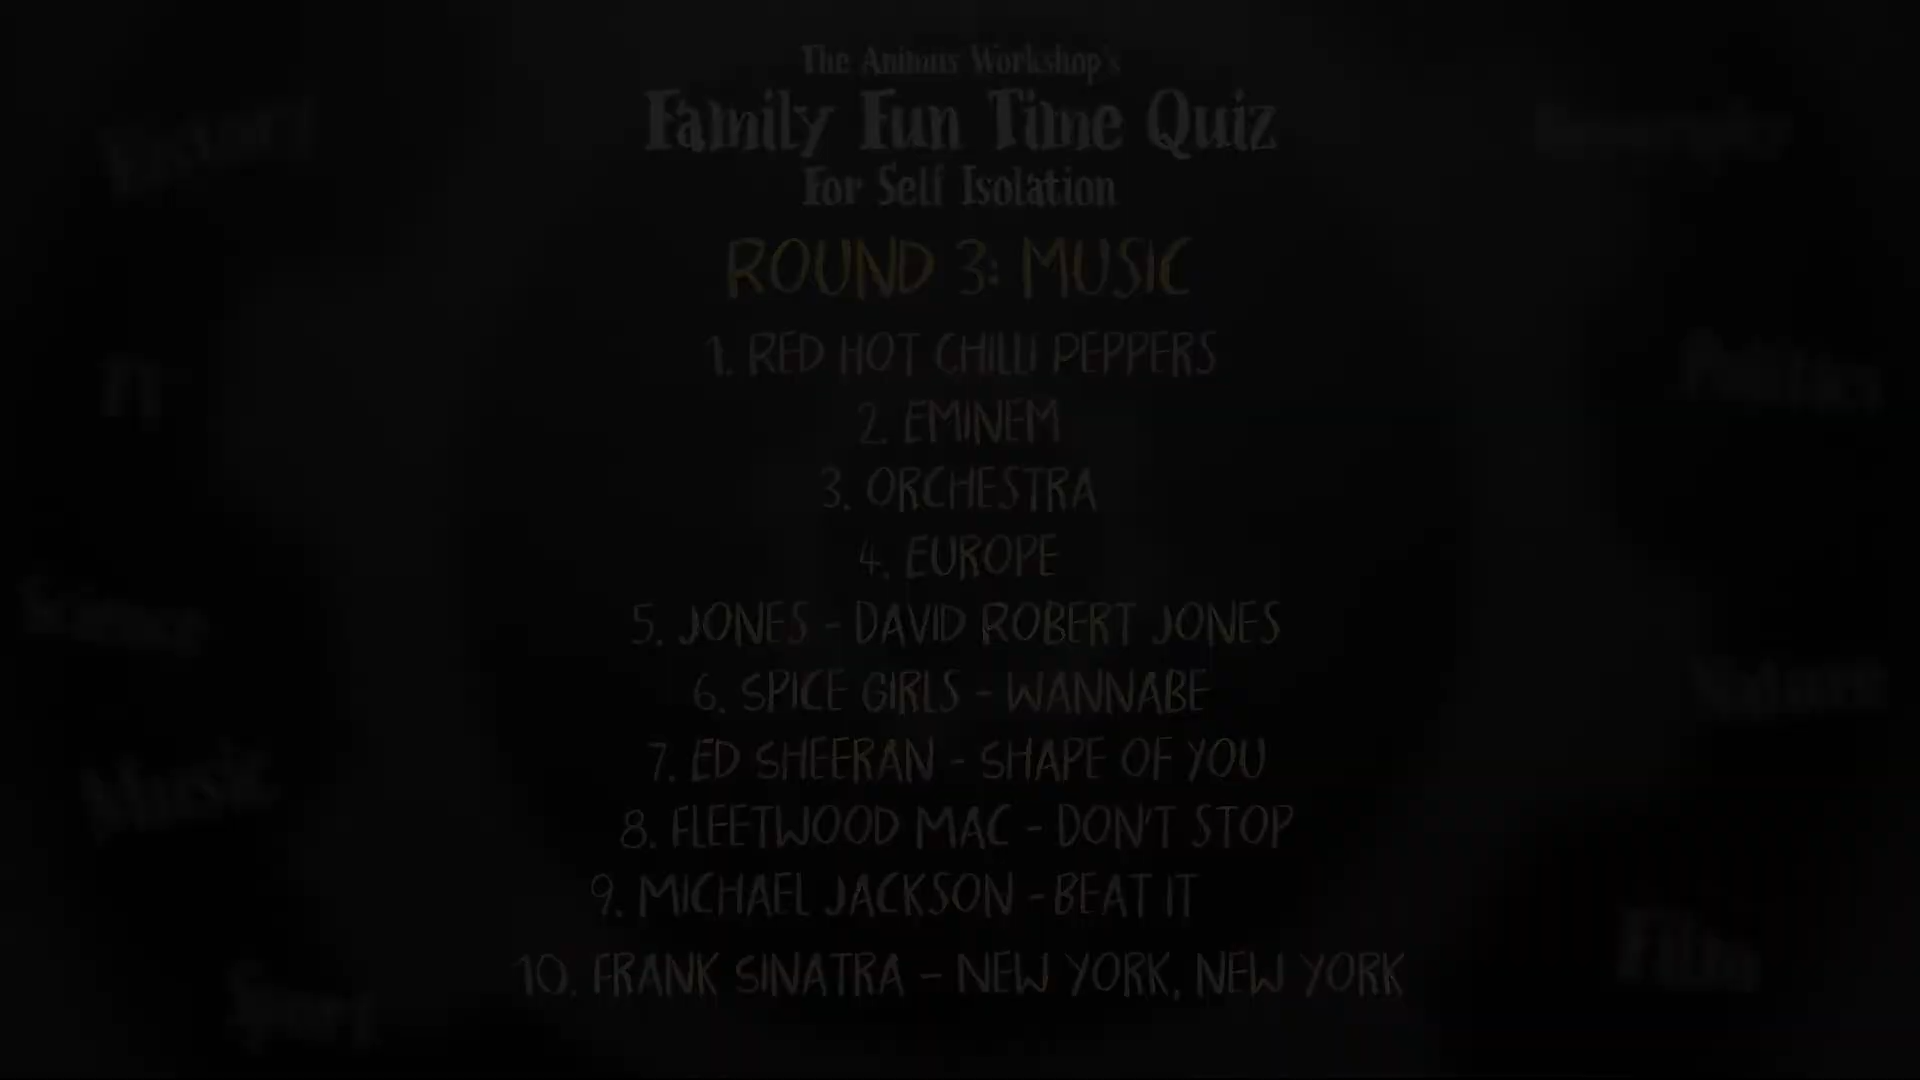 The Animus Workshop's
Family Fun Time Quiz
For Self Isolation
ROUND 3: MUSIC
1. RED HOT CHILLI PEPPERS
2. EMINEM
3. ORCHESTRA
4. EUROPE
5. JONES - DAVID ROBERT JONES
6. SPICE GIRLS - WANNABE
7. ED SHEERAN - SHAPE OF YOU
8. FLEETWOOD MAC - DON'T STOP
9. MICHAEL JACKSON -BEAT IT
10. FRANK SINATRA – NEW YORK, NEW YORK
History
TV
Science
Music
Sport
Politics
Nature
Film